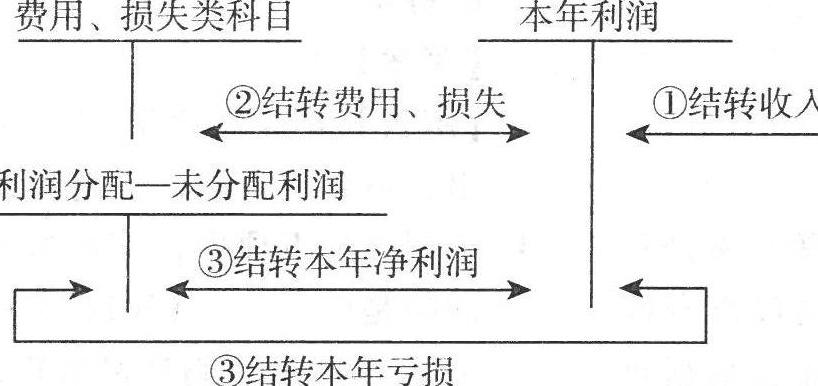 费用、损失类科目
本年利润
②结转费用、损失
①结转收入
利润分配—未分配利润
③结转本年净利润
③结转本年亏损